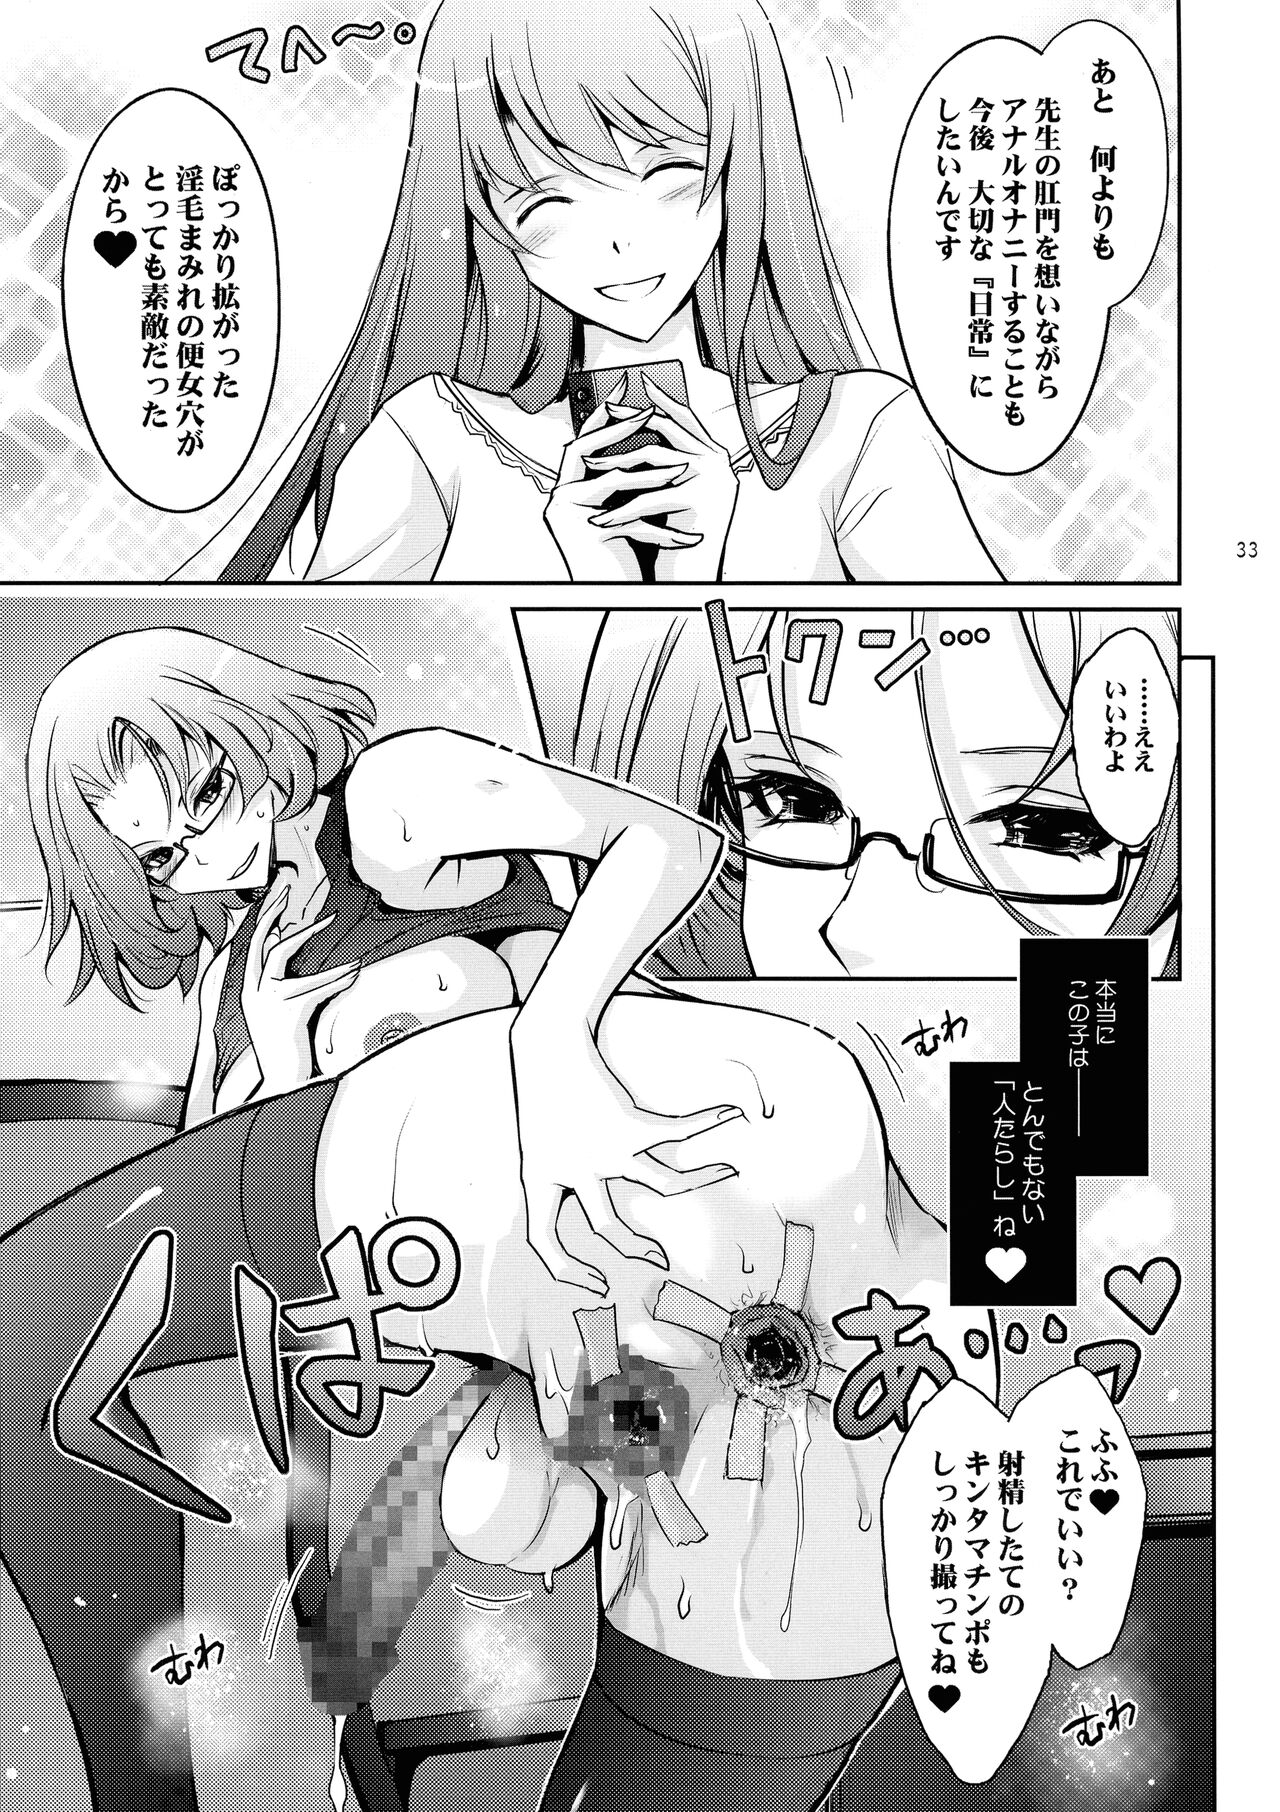 あと　何よりも
先生の肛門を想いながら
アナルオナニーすることも
今後　大切な『日常』に
したいんです
てへ〜。
ぽっかり拡がった
淫毛まみれの便女穴が
とっても素敵だった
から♥
33
……ええ
いいわよ
トクン…
本当に
この子は――
とんでもない
「人たらし」ね
♥
むわ
くぱ
あ゛っ♡
ふふ♥
これでいい？
射精したての
キンタマチンポも
しっかり撮ってね
♥
むわ
むわ